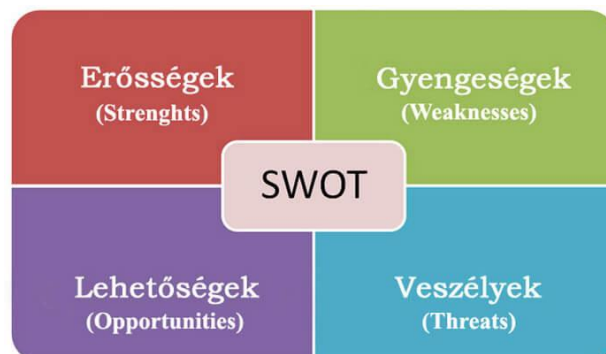 Erősségek
(Strenghts)
Gyengeségek
(Weaknesses)
SWOT
Lehetőségek
(Opportunities)
Veszélyek
(Threats)